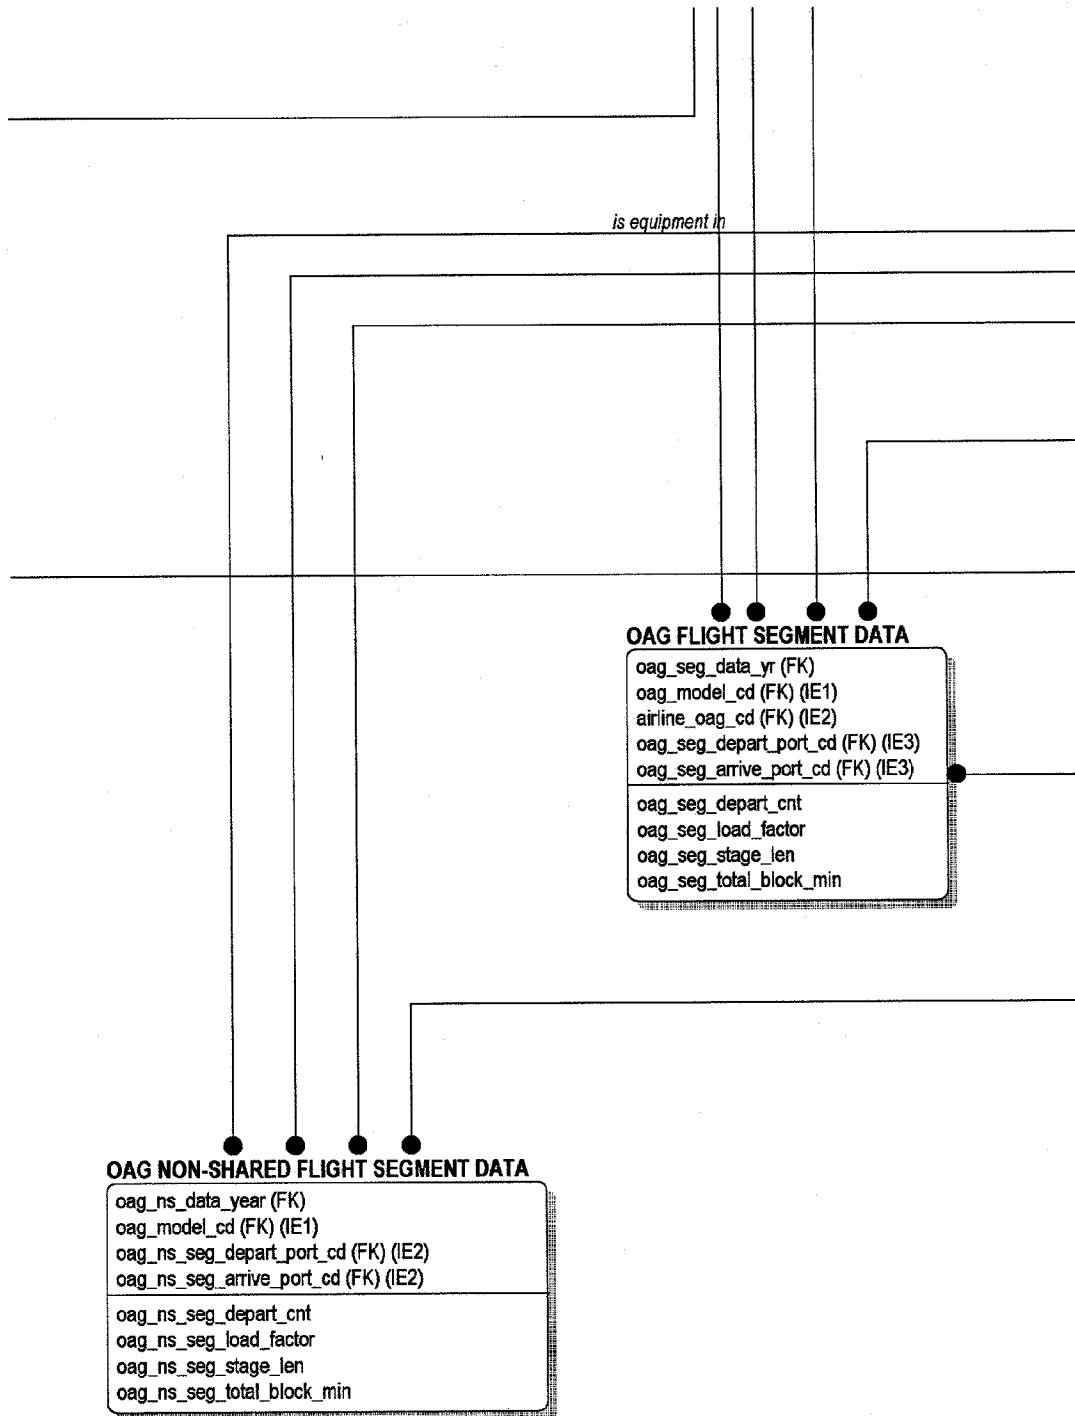 is equipment in
OAG FLIGHT SEGMENT DATA
oag_seg_data_yr (FK)
oag_model_cd (FK) (IE1)
airline_oag_cd (FK) (IE2)
oag_seg_depart_port_cd (FK) (IE3)
oag_seg_arrive_port_cd (FK) (IE3)
oag_seg_depart_cnt
oag_seg_load_factor
oag_seg_stage_len
oag_seg_total_block_min
OAG NON-SHARED FLIGHT SEGMENT DATA
oag_ns_data_year (FK)
oag_model_cd (FK) (IE1)
oag_ns_seg_depart_port_cd (FK) (IE2)
oag_ns_seg_arrive_port_cd (FK) (IE2)
oag_ns_seg_depart_cnt
oag_ns_seg_load_factor
oag_ns_seg_stage_len
oag_ns_seg_total_block_min